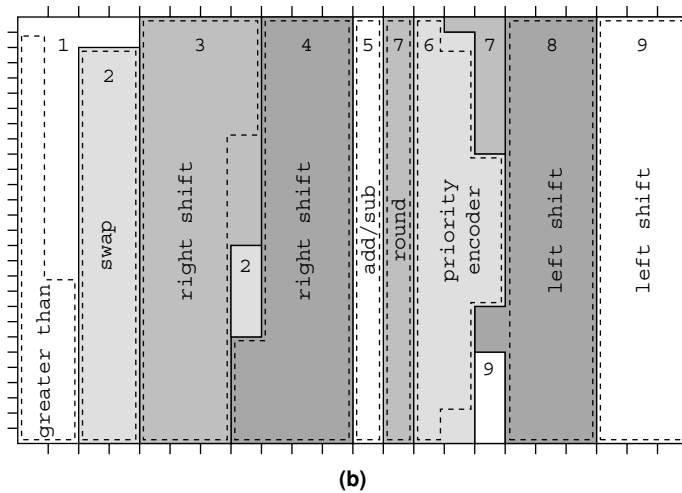 1
2
3
4
5
7
6
7
8
9
greater than
swap
right shift
2
right shift
add/sub
round
priority
encoder
9
left shift
left shift
(b)